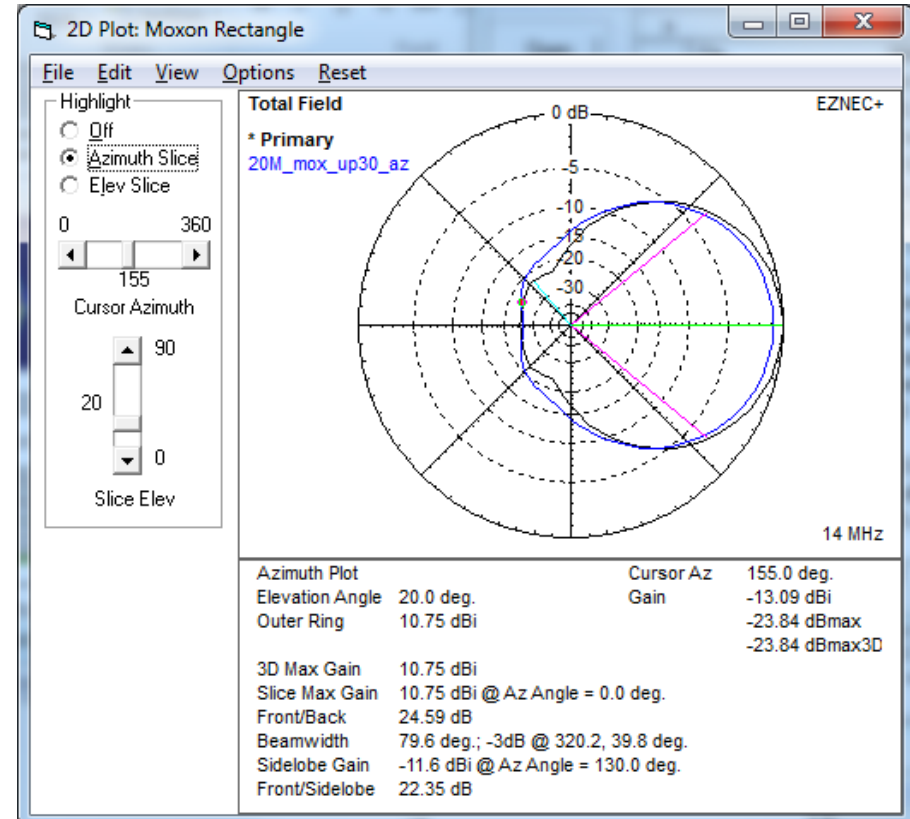 2D Plot: Moxon Rectangle
File Edit View Options Reset
Highlight
Off
Azimuth Slice
Elev Slice
0 360
155
Cursor Azimuth
90
20
0
Slice Elev
Total Field
EZNEC+
* Primary
20M_mox_up30_az
0 dB
-5
-10
-15
-20
-30
14 MHz
Azimuth Plot Cursor Az 155.0 deg.
Elevation Angle 20.0 deg. Gain -13.09 dBi
Outer Ring 10.75 dBi -23.84 dBmax
-23.84 dBmax3D
3D Max Gain 10.75 dBi
Slice Max Gain 10.75 dBi @ Az Angle = 0.0 deg.
Front/Back 24.59 dB
Beamwidth 79.6 deg.; -3dB @ 320.2, 39.8 deg.
Sidelobe Gain -11.6 dBi @ Az Angle = 130.0 deg.
Front/Sidelobe 22.35 dB